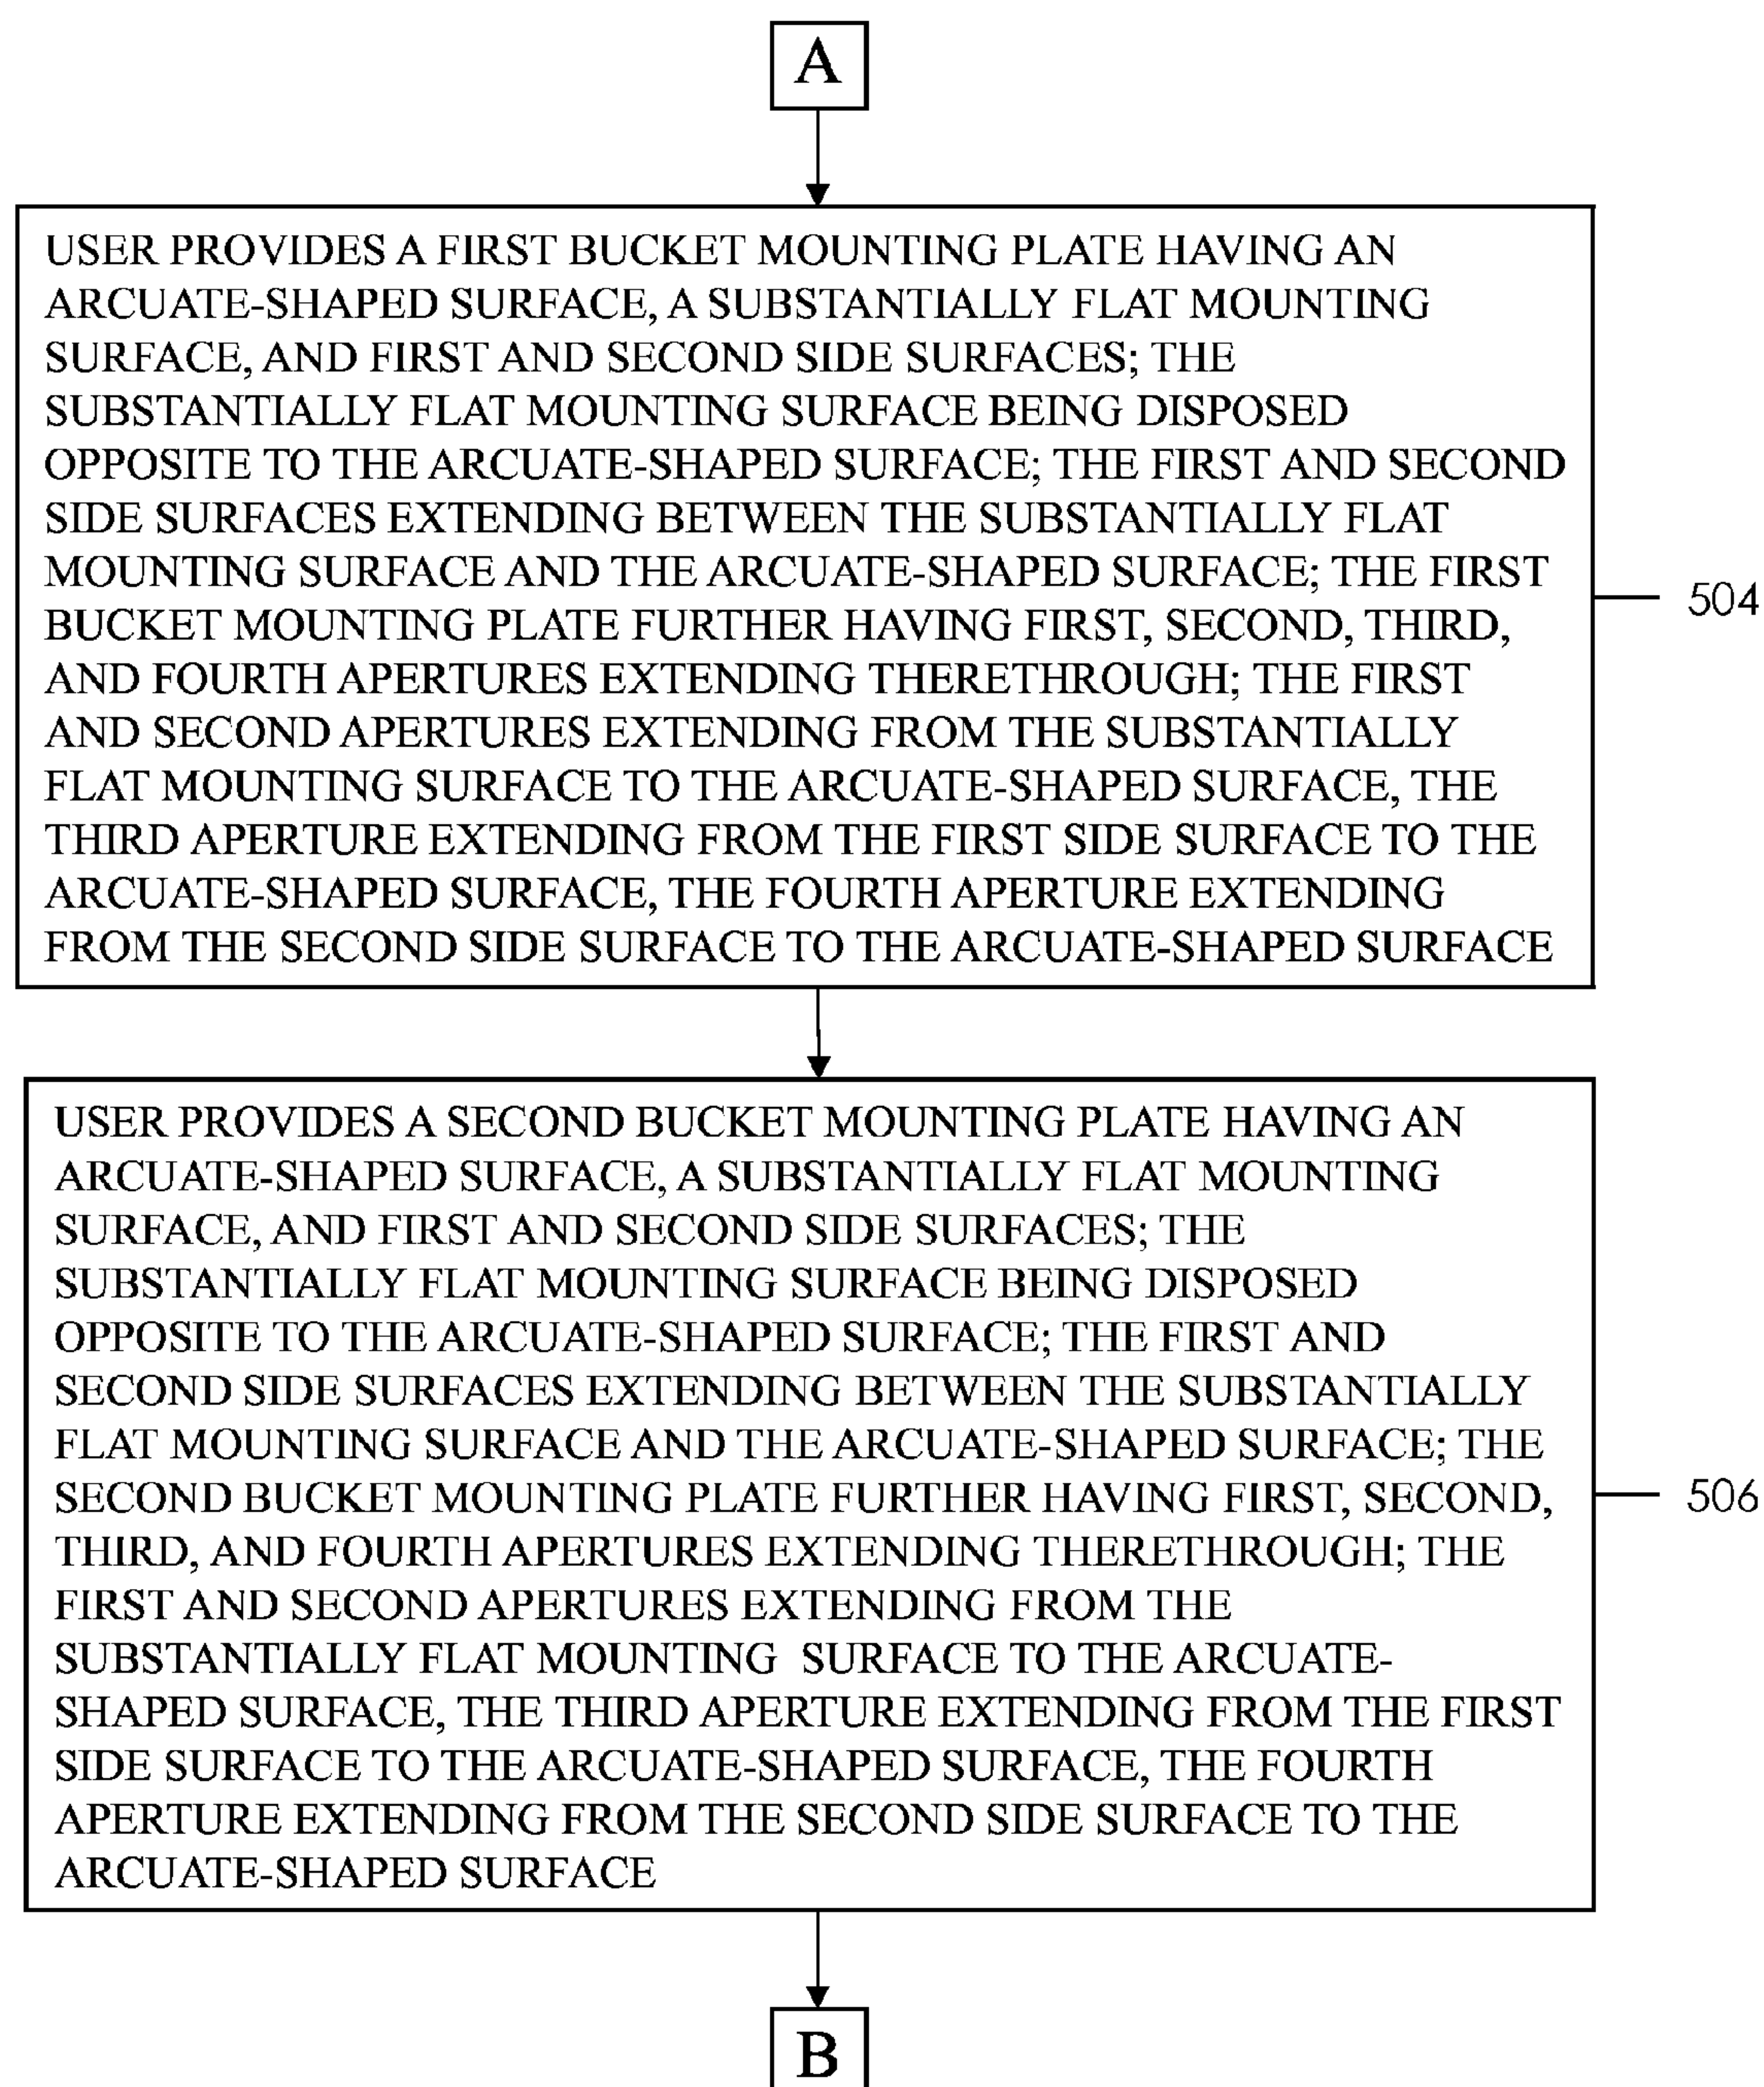 A
USER PROVIDES A FIRST BUCKET MOUNTING PLATE HAVING AN
ARCUATE-SHAPED SURFACE, A SUBSTANTIALLY FLAT MOUNTING
SURFACE, AND FIRST AND SECOND SIDE SURFACES; THE
SUBSTANTIALLY FLAT MOUNTING SURFACE BEING DISPOSED
OPPOSITE TO THE ARCUATE-SHAPED SURFACE; THE FIRST AND SECOND
SIDE SURFACES EXTENDING BETWEEN THE SUBSTANTIALLY FLAT
MOUNTING SURFACE AND THE ARCUATE-SHAPED SURFACE; THE FIRST
BUCKET MOUNTING PLATE FURTHER HAVING FIRST, SECOND, THIRD,
AND FOURTH APERTURES EXTENDING THERETHROUGH; THE FIRST
AND SECOND APERTURES EXTENDING FROM THE SUBSTANTIALLY
FLAT MOUNTING SURFACE TO THE ARCUATE-SHAPED SURFACE, THE
THIRD APERTURE EXTENDING FROM THE FIRST SIDE SURFACE TO THE
ARCUATE-SHAPED SURFACE, THE FOURTH APERTURE EXTENDING
FROM THE SECOND SIDE SURFACE TO THE ARCUATE-SHAPED SURFACE
504
USER PROVIDES A SECOND BUCKET MOUNTING PLATE HAVING AN
ARCUATE-SHAPED SURFACE, A SUBSTANTIALLY FLAT MOUNTING
SURFACE, AND FIRST AND SECOND SIDE SURFACES; THE
SUBSTANTIALLY FLAT MOUNTING SURFACE BEING DISPOSED
OPPOSITE TO THE ARCUATE-SHAPED SURFACE; THE FIRST AND
SECOND SIDE SURFACES EXTENDING BETWEEN THE SUBSTANTIALLY
FLAT MOUNTING SURFACE AND THE ARCUATE-SHAPED SURFACE; THE
SECOND BUCKET MOUNTING PLATE FURTHER HAVING FIRST, SECOND,
THIRD, AND FOURTH APERTURES EXTENDING THERETHROUGH; THE
FIRST AND SECOND APERTURES EXTENDING FROM THE
SUBSTANTIALLY FLAT MOUNTING SURFACE TO THE ARCUATE-
SHAPED SURFACE, THE THIRD APERTURE EXTENDING FROM THE FIRST
SIDE SURFACE TO THE ARCUATE-SHAPED SURFACE, THE FOURTH
APERTURE EXTENDING FROM THE SECOND SIDE SURFACE TO THE
ARCUATE-SHAPED SURFACE
506
B